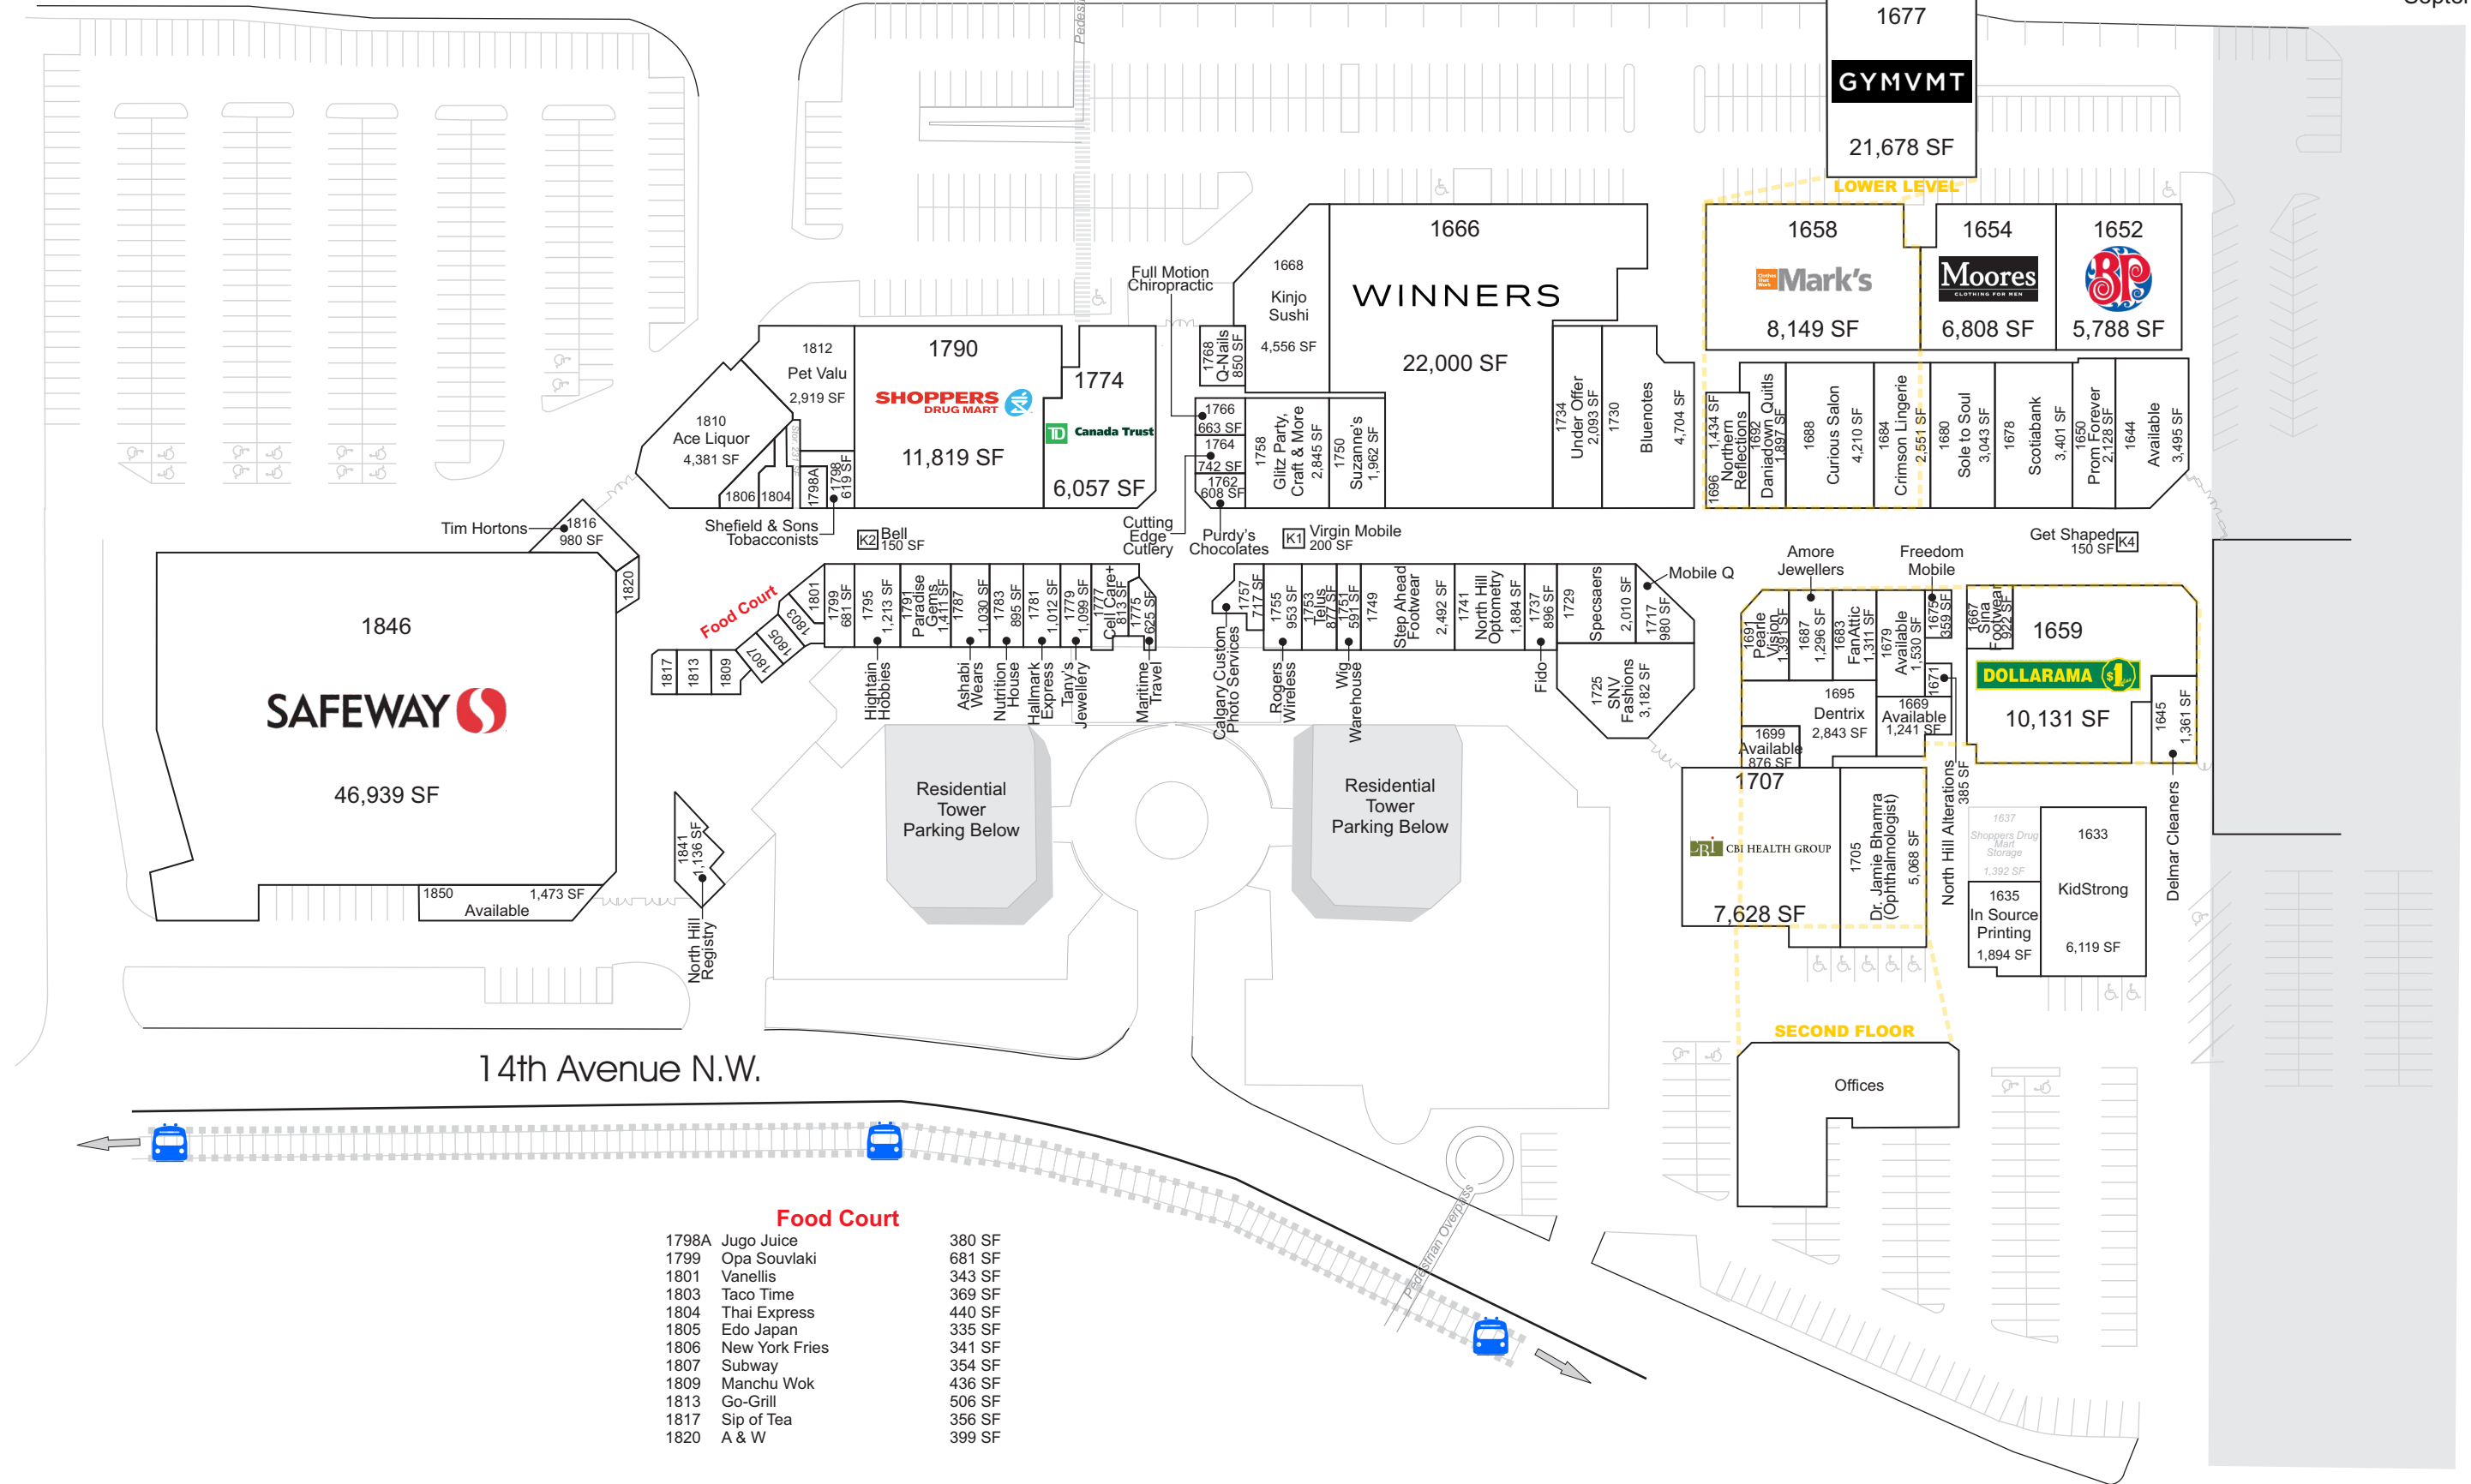 1677
GYMVMT
21,678 SF
LOWER LEVEL
1658
Clothes That Work
Mark's
8,149 SF
1654
Moores
CLOTHING FOR MEN
6,808 SF
1652
BP
5,788 SF
1666
WINNERS
22,000 SF
1668
Kinjo
Sushi
4,556 SF
Full Motion
Chiropractic
1768
Q-Nails
850 SF
1766
663 SF
1764
742 SF
1762
608 SF
Cutting
Edge
Cutlery
Purdy's
Chocolates
1758
Glitz Party,
Craft & More
2,845 SF
1750
Suzanne's
1,962 SF
1734
Under Offer
2,093 SF
1730
Bluenotes
4,704 SF
1696
1,434 SF
Northern
Reflections
1692
Daniadown Quitls
1,897 SF
1688
Curious Salon
4,210 SF
1684
Crimson Lingerie
2,551 SF
1680
Sole to Soul
3,043 SF
1678
Scotiabank
3,401 SF
1650
Prom Forever
2,128 SF
1644
Available
3,495 SF
1812
Pet Valu
2,919 SF
1790
SHOPPERS
DRUG MART
11,819 SF
1774
TD Canada Trust
6,057 SF
1810
Ace Liquor
4,381 SF
1806
1804
1798A
1798
619 SF
Shefield & Sons
Tobacconists
K2
Bell
150 SF
K1
Virgin Mobile
200 SF
Get Shaped
150 SF
K4
Tim Hortons
1816
980 SF
1820
1846
SAFEWAY
46,939 SF
1850
1,473 SF
Available
1841
1,136 SF
North Hill
Registry
Food Court
1817
1813
1809
1807
1805
1803
1801
1799
681 SF
1795
1,213 SF
Hightain
Hobbies
1791
Paradise
Gems
1,411 SF
1787
1,030 SF
Ashabi
Wears
1783
895 SF
Nutrition
House
1781
1,012 SF
Hallmark
Express
1779
1,099 SF
Tany's
Jewellery
1777
Cell Care+
813 SF
1775
625 SF
Maritime
Travel
1757
717 SF
Calgary Custom
Photo Services
1755
953 SF
Rogers
Wireless
1753
Telus
877 SF
1751
591 SF
Wig
Warehouse
1749
Step Ahead
Footwear
2,492 SF
1741
North Hill
Optometry
1,884 SF
1737
896 SF
Fido
1729
Specsaers
2,010 SF
Mobile Q
1717
980 SF
1725
SNV
Fashions
3,182 SF
Residential
Tower
Parking Below
Residential
Tower
Parking Below
Amore
Jewellers
Freedom
Mobile
1691
Pearle
Vision
1,391 SF
1687
1,296 SF
1683
FanAttic
1,311 SF
1679
Available
1,530 SF
1675
359 SF
1671
North Hill Alterations
385 SF
1667
Sina
Footwear
922 SF
1659
DOLLARAMA $1
10,131 SF
1645
1,361 SF
Delmar Cleaners
1695
Dentrix
2,843 SF
1669
Available
1,241 SF
1699
Available
876 SF
1707
CBI HEALTH GROUP
7,628 SF
1705
Dr. Jamie Bhamra
(Ophthalmologist)
5,068 SF
1637
Shoppers Drug
Mart
Storage
1,392 SF
1635
In Source
Printing
1,894 SF
1633
KidStrong
6,119 SF
SECOND FLOOR
Offices
14th Avenue N.W.
Pedestrian Overpass
Food Court
1798A Jugo Juice 380 SF
1799 Opa Souvlaki 681 SF
1801 Vanellis 343 SF
1803 Taco Time 369 SF
1804 Thai Express 440 SF
1805 Edo Japan 335 SF
1806 New York Fries 341 SF
1807 Subway 354 SF
1809 Manchu Wok 436 SF
1813 Go-Grill 506 SF
1817 Sip of Tea 356 SF
1820 A & W 399 SF